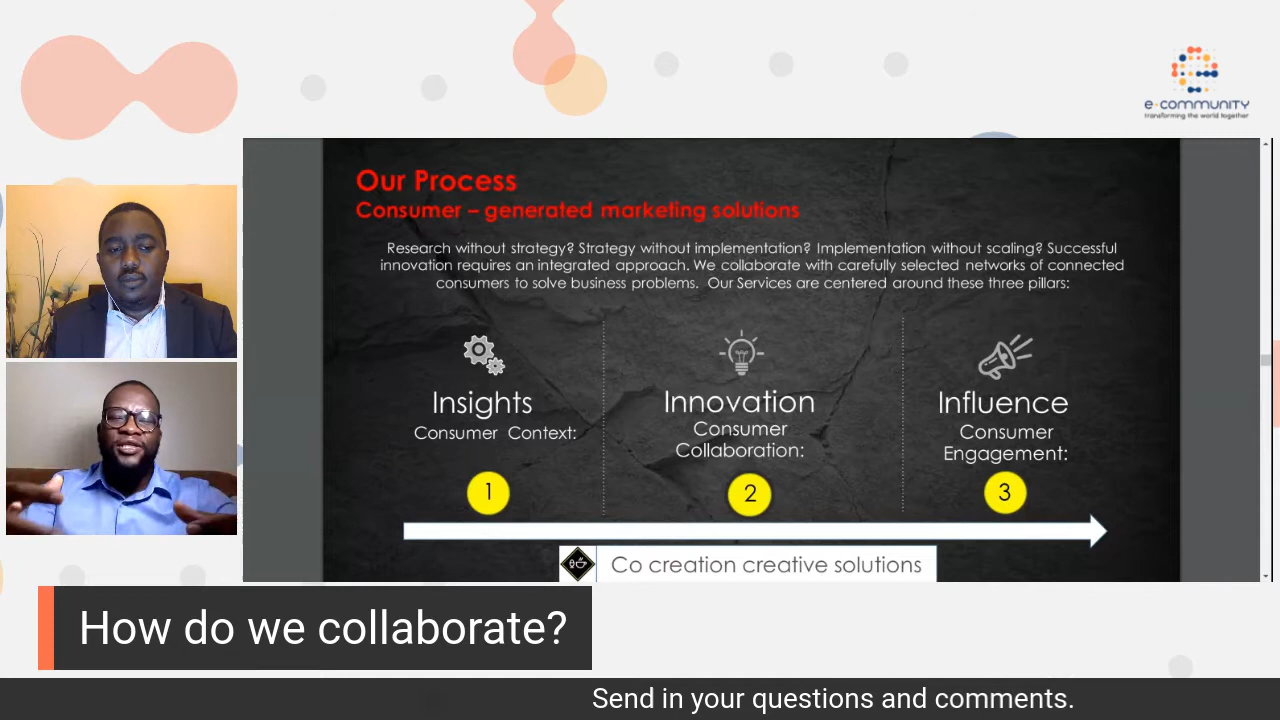 e·community
transforming the world together
Our Process
Consumer – generated marketing solutions
Research without strategy? Strategy without implementation? Implementation without scaling? Successful
innovation requires an integrated approach. We collaborate with carefully selected networks of connected
consumers to solve business problems. Our Services are centered around these three pillars:
Insights
Consumer Context:
1
Innovation
Consumer
Collaboration:
2
Influence
Consumer
Engagement:
3
Co creation creative solutions
How do we collaborate?
Send in your questions and comments.